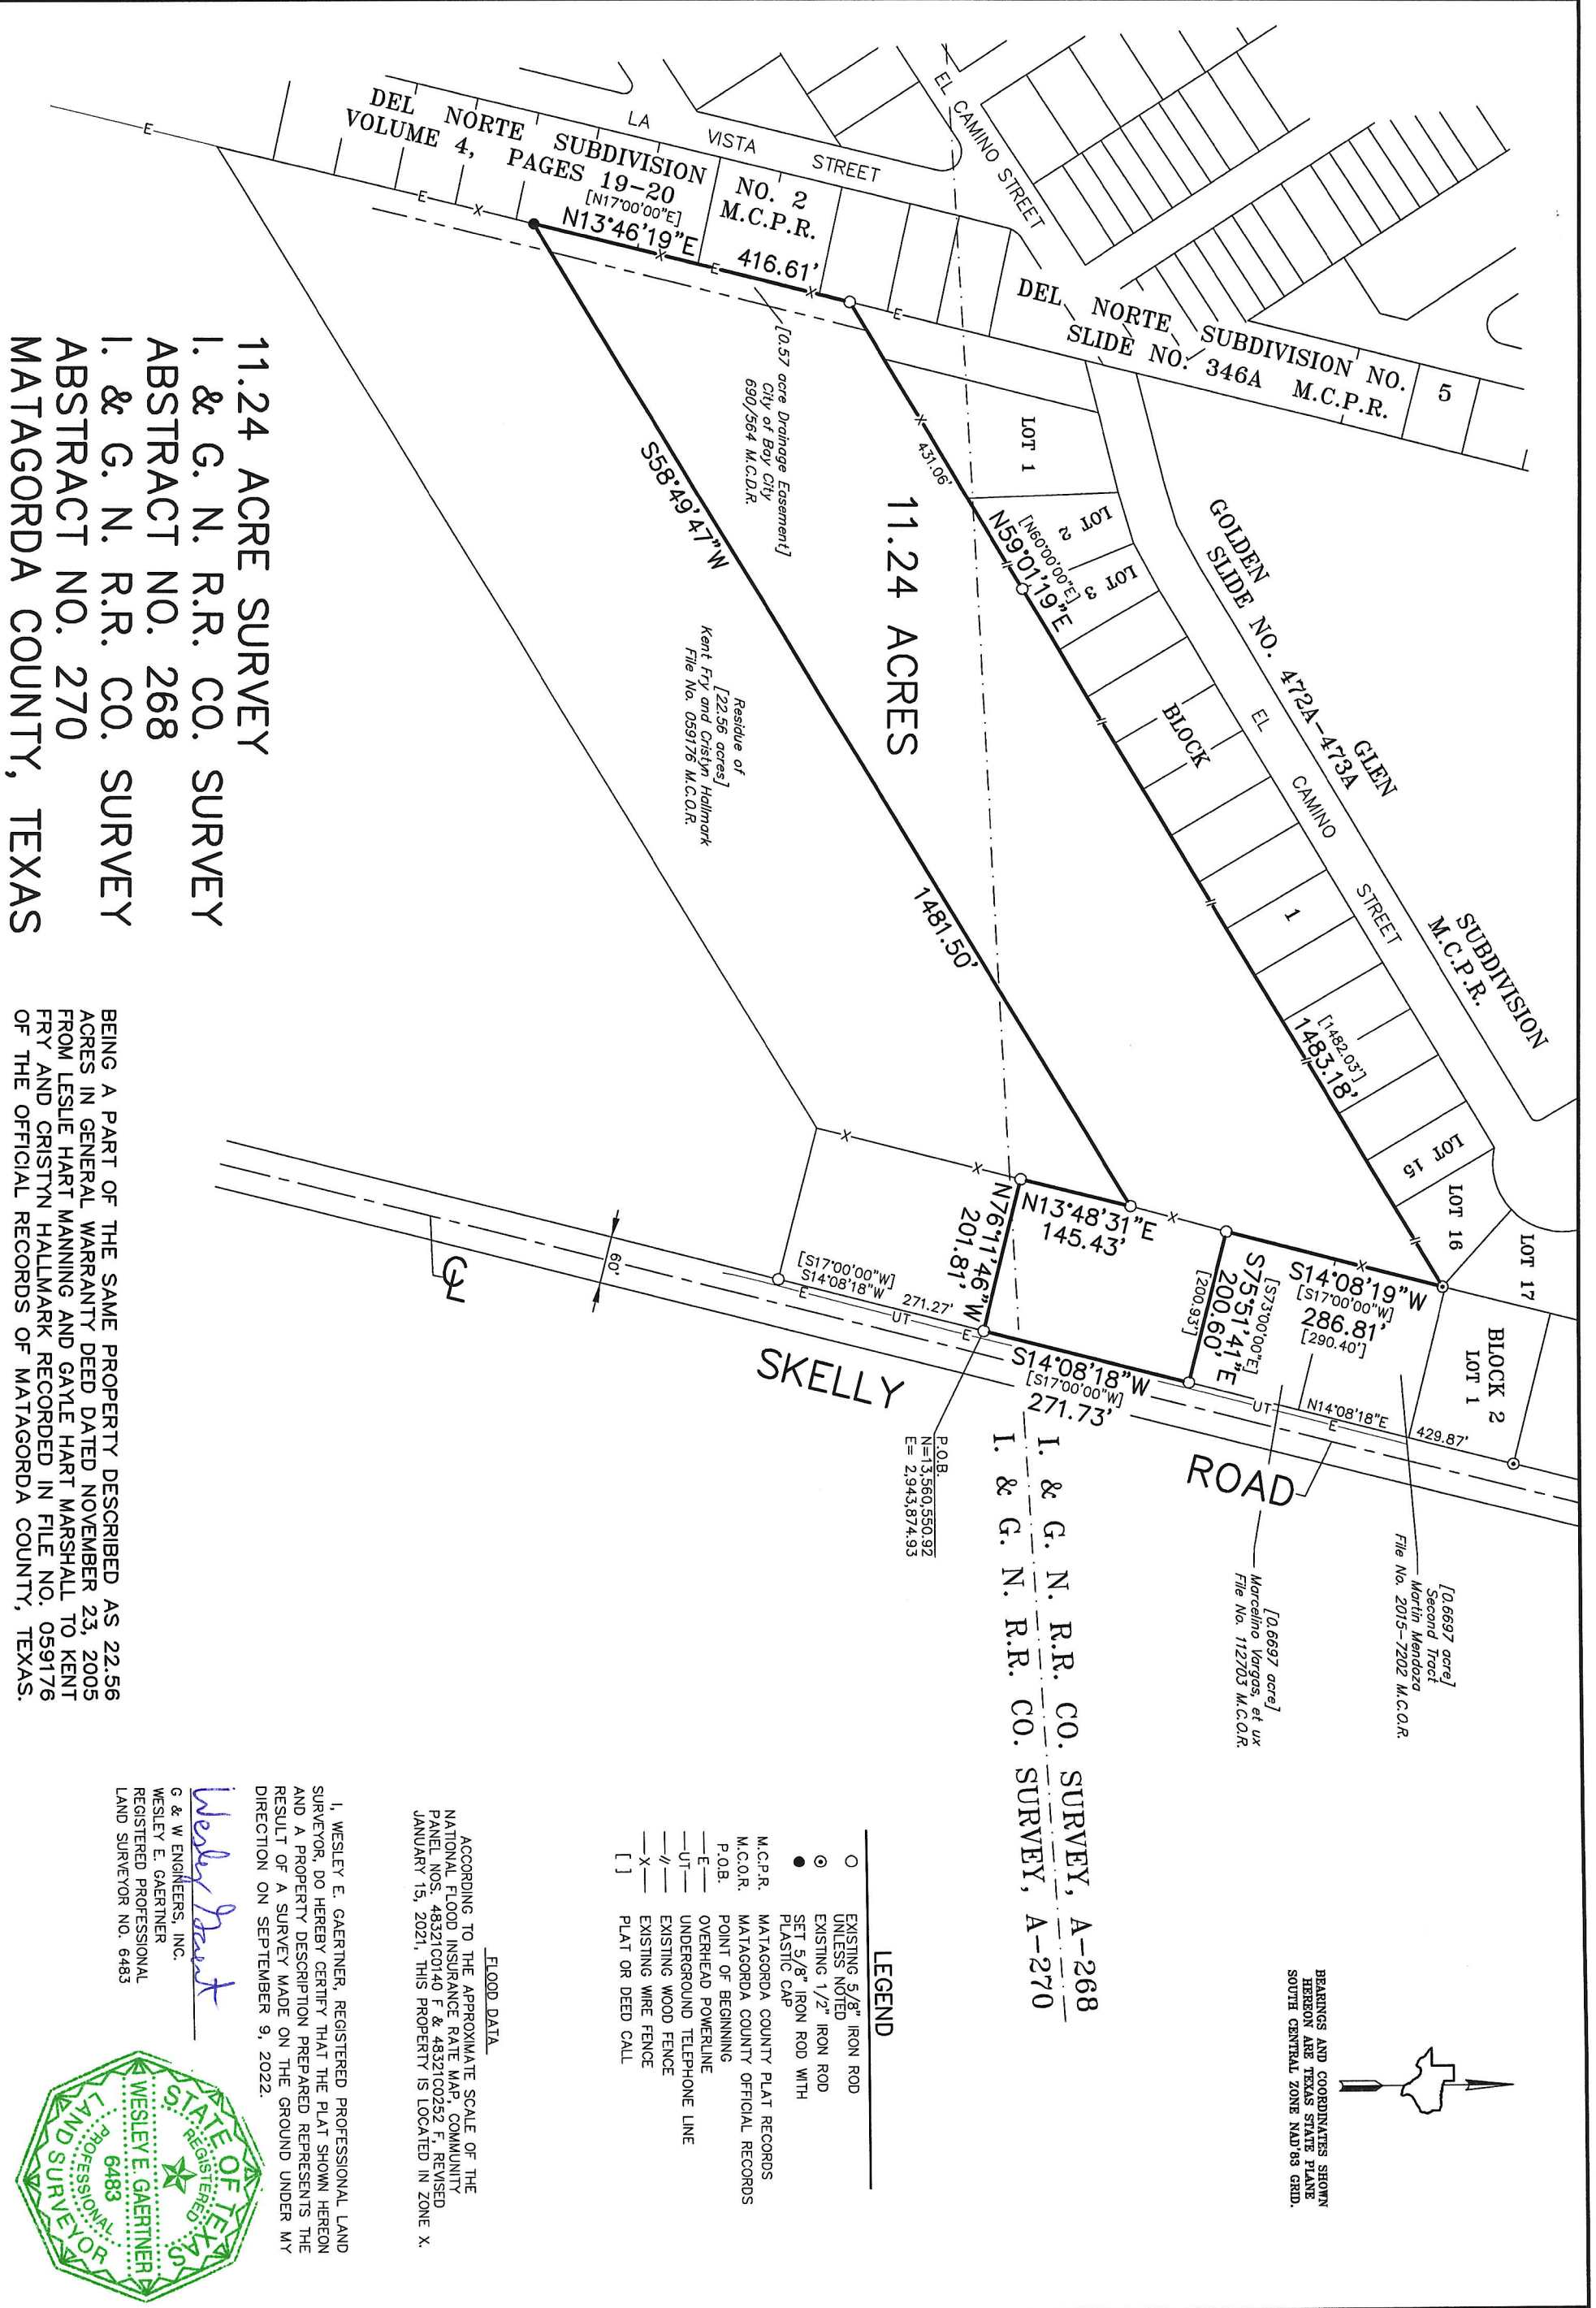 BEARINGS AND COORDINATES SHOWN
HEREON ARE TEXAS STATE PLANE
SOUTH CENTRAL ZONE NAD'83 GRID.
EL CAMINO STREET
LA VISTA STREET
DEL NORTE SUBDIVISION NO. 2
VOLUME 4, PAGES 19-20 M.C.P.R.
[N17°00'00"E]
N13°46'19"E 416.61'
DEL NORTE SUBDIVISION NO. 5
SLIDE NO. 346A M.C.P.R.
GOLDEN GLEN SUBDIVISION
SLIDE NO. 472A-473A M.C.P.R.
EL CAMINO STREET
LOT 1
LOT 2
LOT 3
BLOCK 1
LOT 15
LOT 16
LOT 17
BLOCK 2
LOT 1
431.06'
[N60°00'00"E]
N59°01'19"E
[1482.03']
1483.18'
[0.57 acre Drainage Easement]
City of Bay City
690/564 M.C.D.R.
11.24 ACRES
S58°49'47"W 1481.50'
Residue of
[22.56 acres]
Kent Fry and Cristyn Hallmark
File No. 059176 M.C.O.R.
S14°08'19"W
[S17°00'00"W]
286.81'
[290.40']
[S73°00'00"E]
S75°51'41"E
200.60'
[200.93']
N13°48'31"E
145.43'
N76°11'46"W
201.81'
S14°08'18"W
[S17°00'00"W]
271.73'
[S17°00'00"W]
S14°08'18"W 271.27'
N14°08'18"E 429.87'
UT
E
X
60'
CL
SKELLY ROAD
P.O.B.
N=13,560,550.92
E= 2,943,874.93
[0.6697 acre]
Second Tract
Martin Mendoza
File No. 2015-7202 M.C.O.R.
[0.6697 acre]
Marcelino Vargas, et ux
File No. 112703 M.C.O.R.
I. & G. N. R.R. CO. SURVEY, A-268
I. & G. N. R.R. CO. SURVEY, A-270
LEGEND
EXISTING 5/8" IRON ROD
UNLESS NOTED
EXISTING 1/2" IRON ROD
SET 5/8" IRON ROD WITH
PLASTIC CAP
M.C.P.R. MATAGORDA COUNTY PLAT RECORDS
M.C.O.R. MATAGORDA COUNTY OFFICIAL RECORDS
P.O.B. POINT OF BEGINNING
—E— OVERHEAD POWERLINE
—UT— UNDERGROUND TELEPHONE LINE
—//— EXISTING WOOD FENCE
—X— EXISTING WIRE FENCE
[ ] PLAT OR DEED CALL
FLOOD DATA
ACCORDING TO THE APPROXIMATE SCALE OF THE
NATIONAL FLOOD INSURANCE RATE MAP, COMMUNITY
PANEL NOS. 48321C0140 F & 48321C0252 F, REVISED
JANUARY 15, 2021, THIS PROPERTY IS LOCATED IN ZONE X.
11.24 ACRE SURVEY
I. & G. N. R.R. CO. SURVEY
ABSTRACT NO. 268
I. & G. N. R.R. CO. SURVEY
ABSTRACT NO. 270
MATAGORDA COUNTY, TEXAS
BEING A PART OF THE SAME PROPERTY DESCRIBED AS 22.56
ACRES IN GENERAL WARRANTY DEED DATED NOVEMBER 23, 2005
FROM LESLIE HART MANNING AND GAYLE HART MARSHALL TO KENT
FRY AND CRISTYN HALLMARK RECORDED IN FILE NO. 059176
OF THE OFFICIAL RECORDS OF MATAGORDA COUNTY, TEXAS.
I, WESLEY E. GAERTNER, REGISTERED PROFESSIONAL LAND
SURVEYOR, DO HEREBY CERTIFY THAT THE PLAT SHOWN HEREON
AND A PROPERTY DESCRIPTION PREPARED REPRESENTS THE
RESULT OF A SURVEY MADE ON THE GROUND UNDER MY
DIRECTION ON SEPTEMBER 9, 2022.
G & W ENGINEERS, INC.
WESLEY E. GAERTNER
REGISTERED PROFESSIONAL
LAND SURVEYOR NO. 6483
STATE OF TEXAS
REGISTERED
WESLEY E. GAERTNER
6483
PROFESSIONAL
LAND SURVEYOR